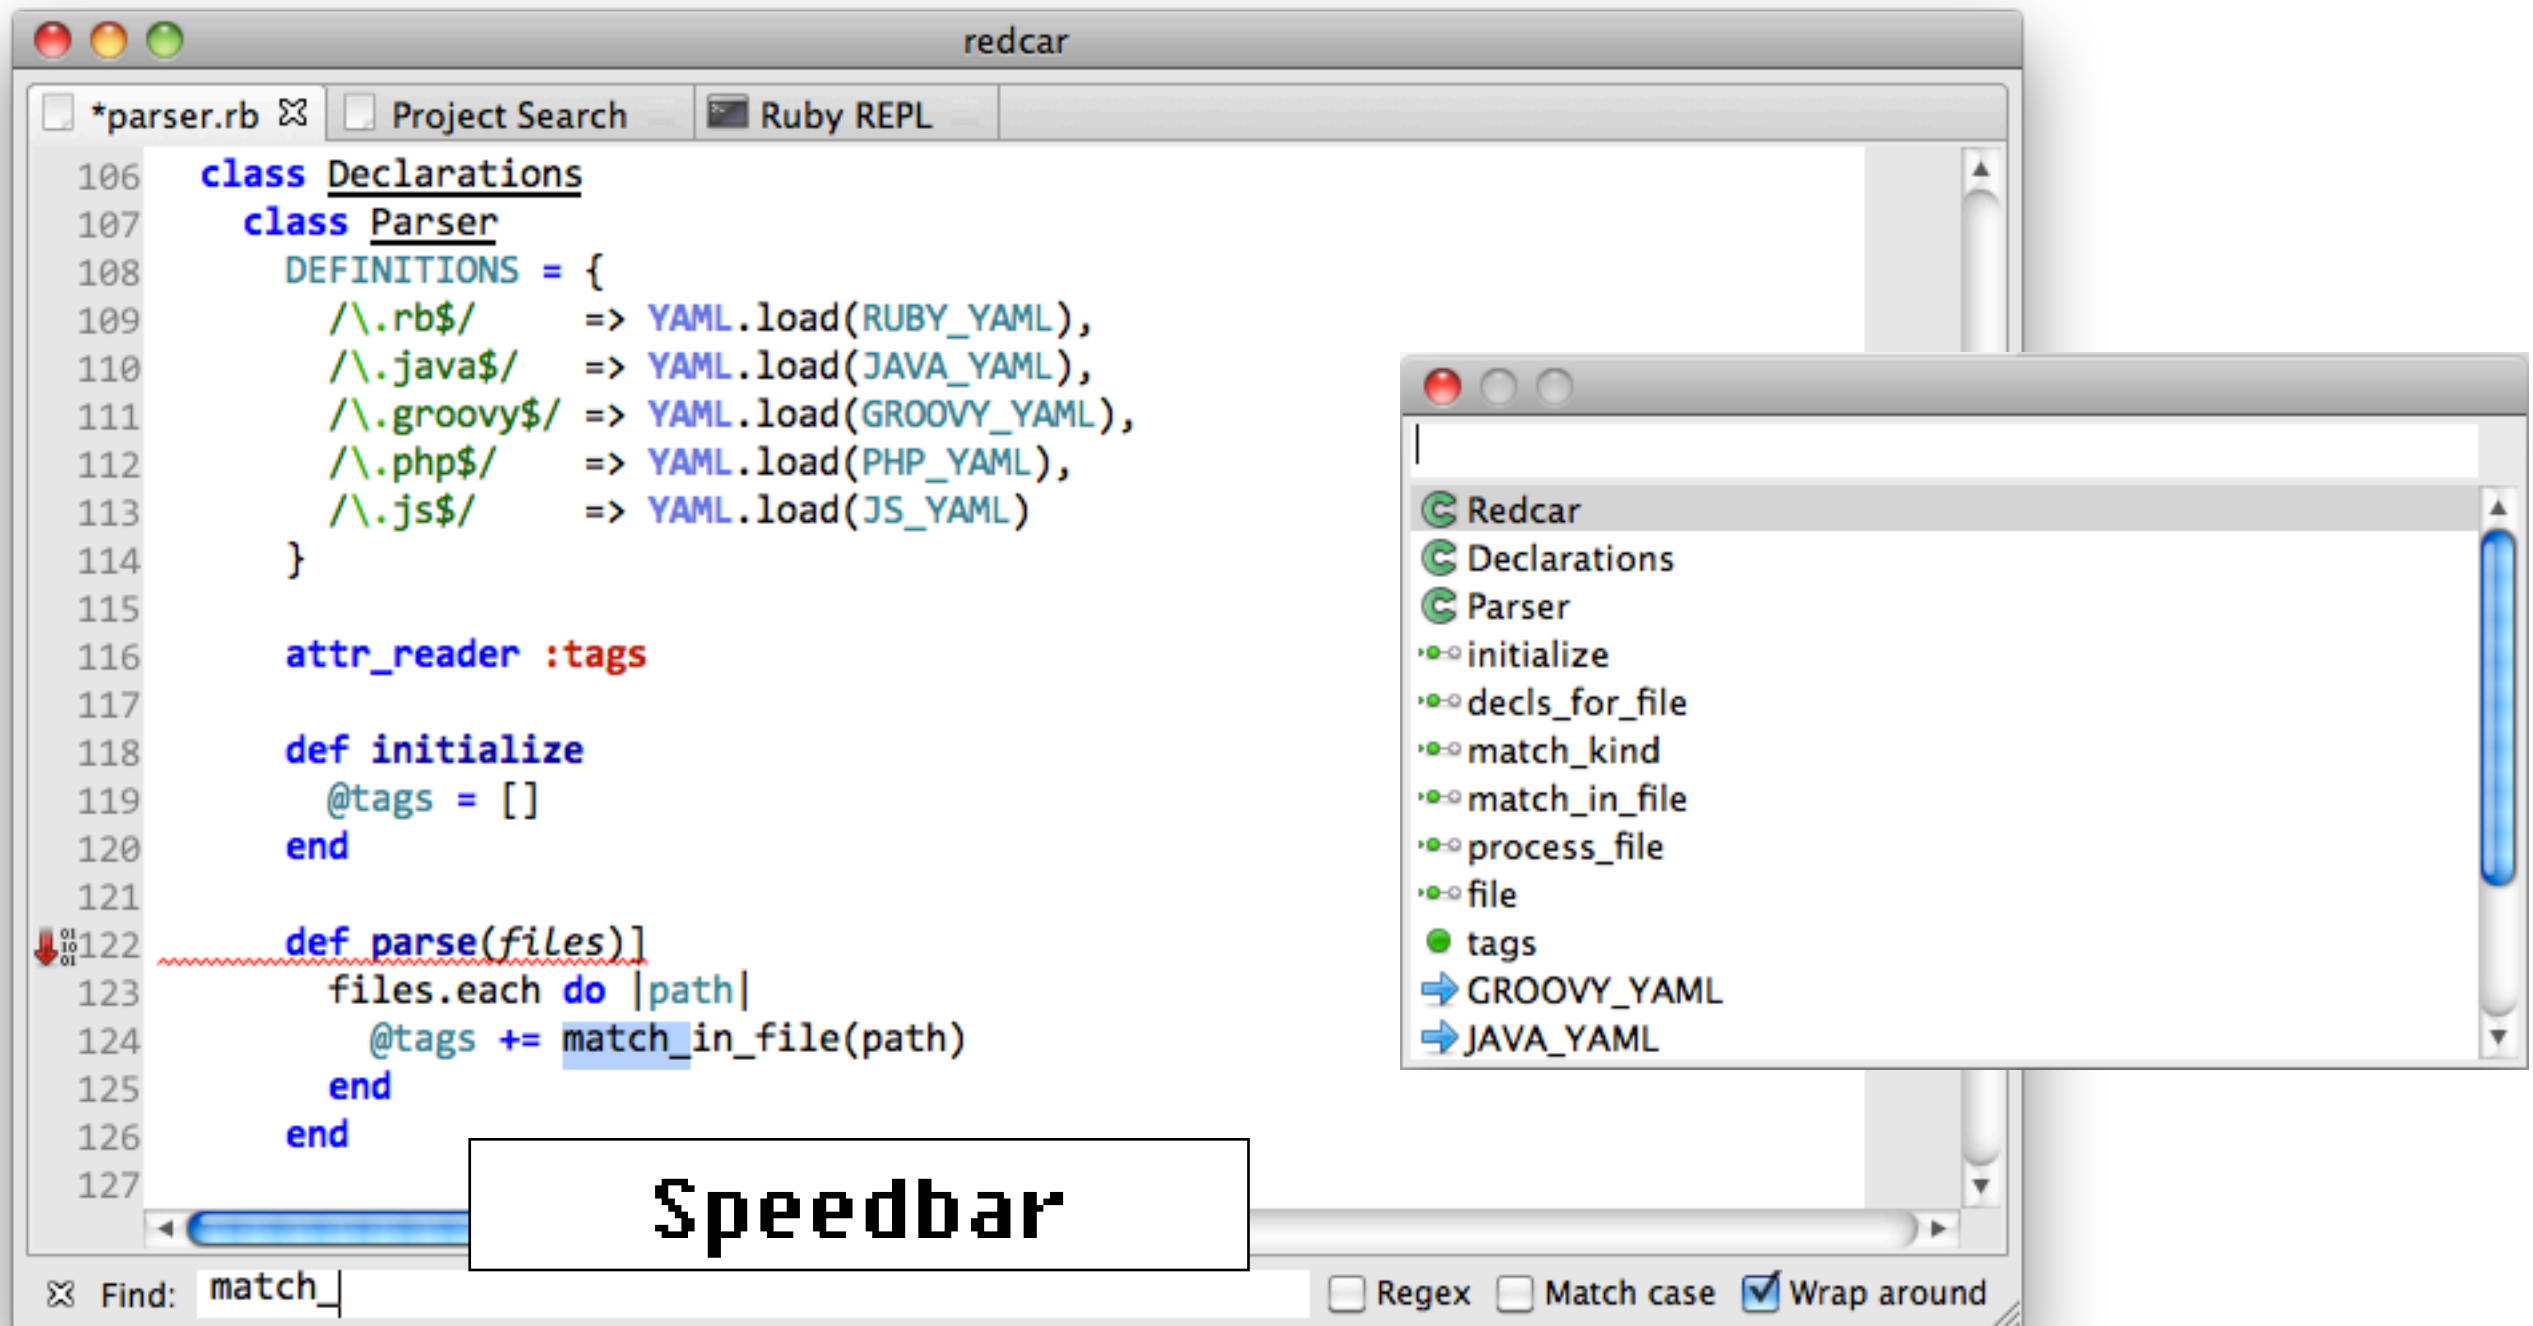 redcar
*parser.rb Project Search Ruby REPL
106 class Declarations
107 class Parser
108 DEFINITIONS = {
109 /\.rb$/ => YAML.load(RUBY_YAML),
110 /\.java$/ => YAML.load(JAVA_YAML),
111 /\.groovy$/ => YAML.load(GROOVY_YAML),
112 /\.php$/ => YAML.load(PHP_YAML),
113 /\.js$/ => YAML.load(JS_YAML)
114 }
115
116 attr_reader :tags
117
118 def initialize
119 @tags = []
120 end
121
122 def parse(files)]
123 files.each do |path|
124 @tags += match_in_file(path)
125 end
126 end
127
Redcar
Declarations
Parser
initialize
decls_for_file
match_kind
match_in_file
process_file
file
tags
GROOVY_YAML
JAVA_YAML
Speedbar
Find: match_ Regex Match case Wrap around